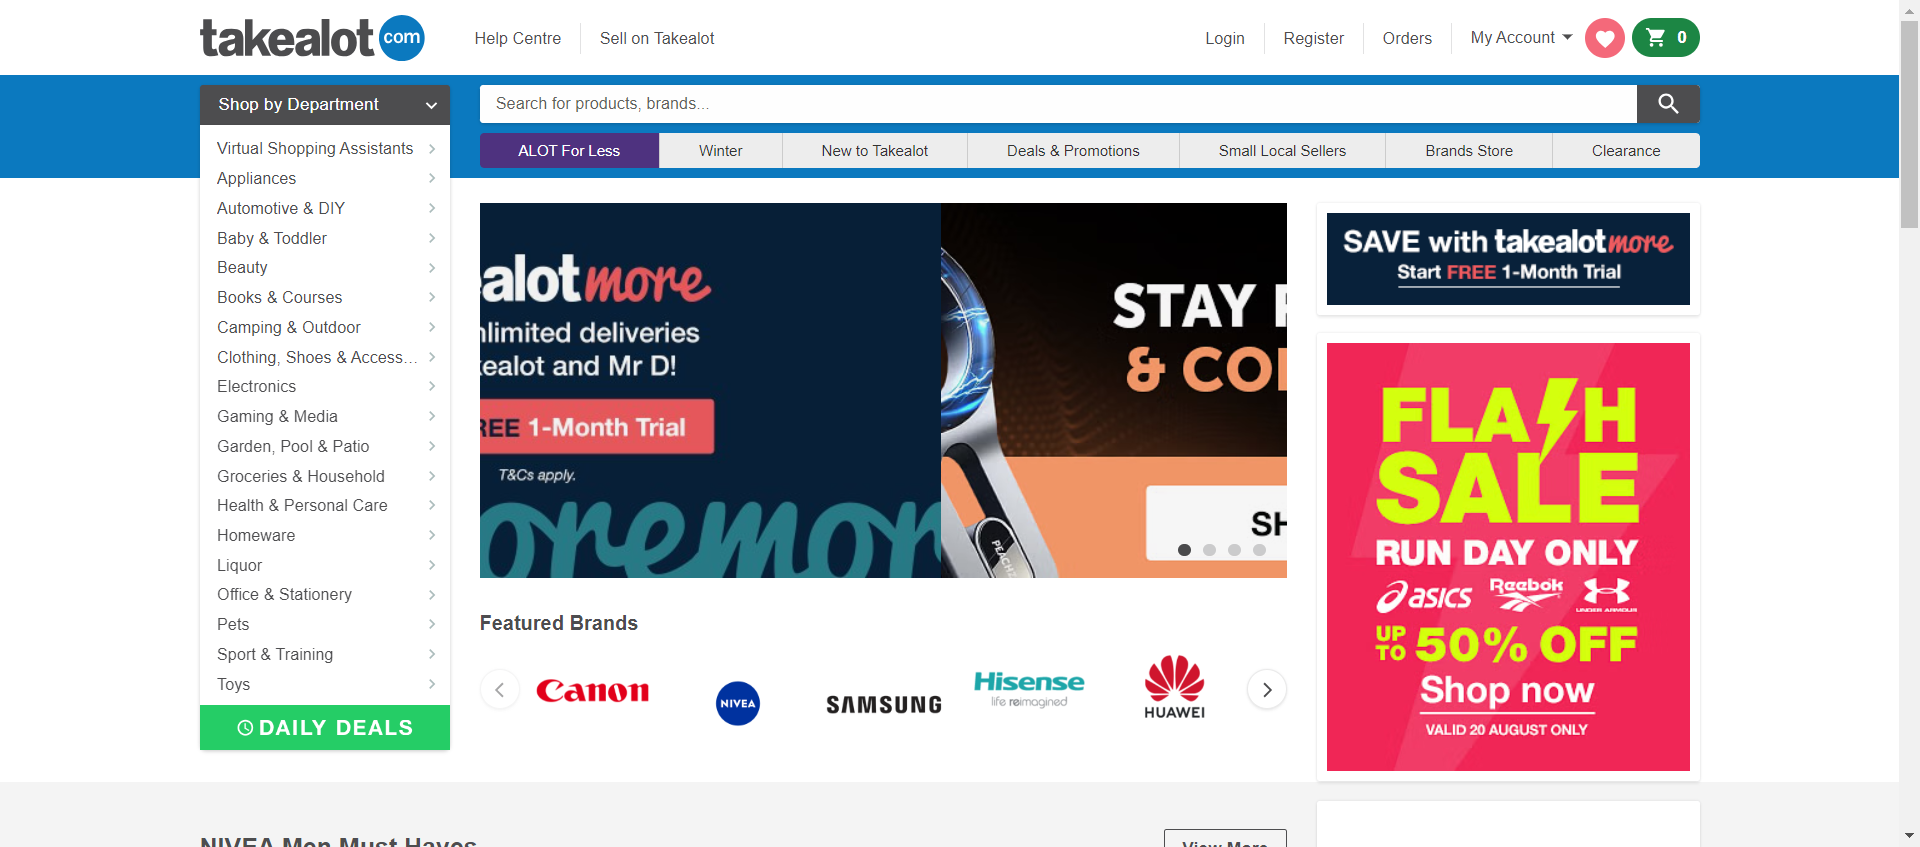 takealot com
Help Centre
Sell on Takealot
Login
Register
Orders
My Account
0
Shop by Department
Search for products, brands...
ALOT For Less
Winter
New to Takealot
Deals & Promotions
Small Local Sellers
Brands Store
Clearance
Virtual Shopping Assistants
Appliances
Automotive & DIY
Baby & Toddler
Beauty
Books & Courses
Camping & Outdoor
Clothing, Shoes & Access...
Electronics
Gaming & Media
Garden, Pool & Patio
Groceries & Household
Health & Personal Care
Homeware
Liquor
Office & Stationery
Pets
Sport & Training
Toys
DAILY DEALS
ealot more
nlimited deliveries
kealot and Mr D!
REE 1-Month Trial
T&Cs apply.
oremor
STAY
& CO
SH
Featured Brands
Canon
NIVEA
SAMSUNG
Hisense
life reimagined
HUAWEI
SAVE with takealot more
Start FREE 1-Month Trial
FLASH
SALE
RUN DAY ONLY
asics Reebok UNDER ARMOUR
UP TO 50% OFF
Shop now
VALID 20 AUGUST ONLY
NIVEA Men Must Haves
View More